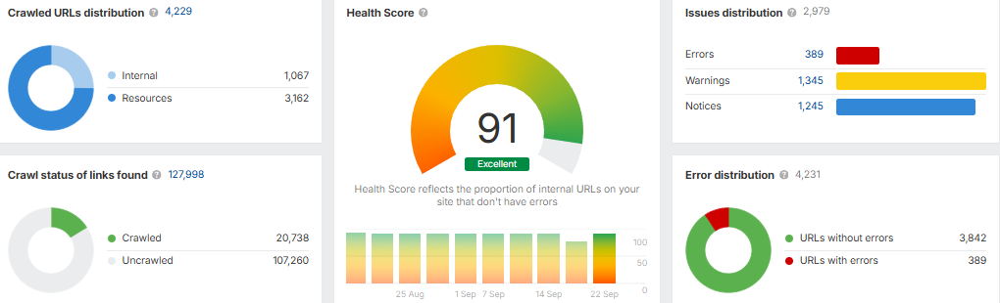 Crawled URLs distribution ? 4,229
Internal 1,067
Resources 3,162
Crawl status of links found ? 127,998
Crawled 20,738
Uncrawled 107,260
Health Score ?
91
Excellent
Health Score reflects the proportion of internal URLs on your
site that don't have errors
100
50
0
25 Aug 1 Sep 7 Sep 14 Sep 22 Sep
Issues distribution ? 2,979
Errors 389
Warnings 1,345
Notices 1,245
Error distribution ? 4,231
URLs without errors 3,842
URLs with errors 389